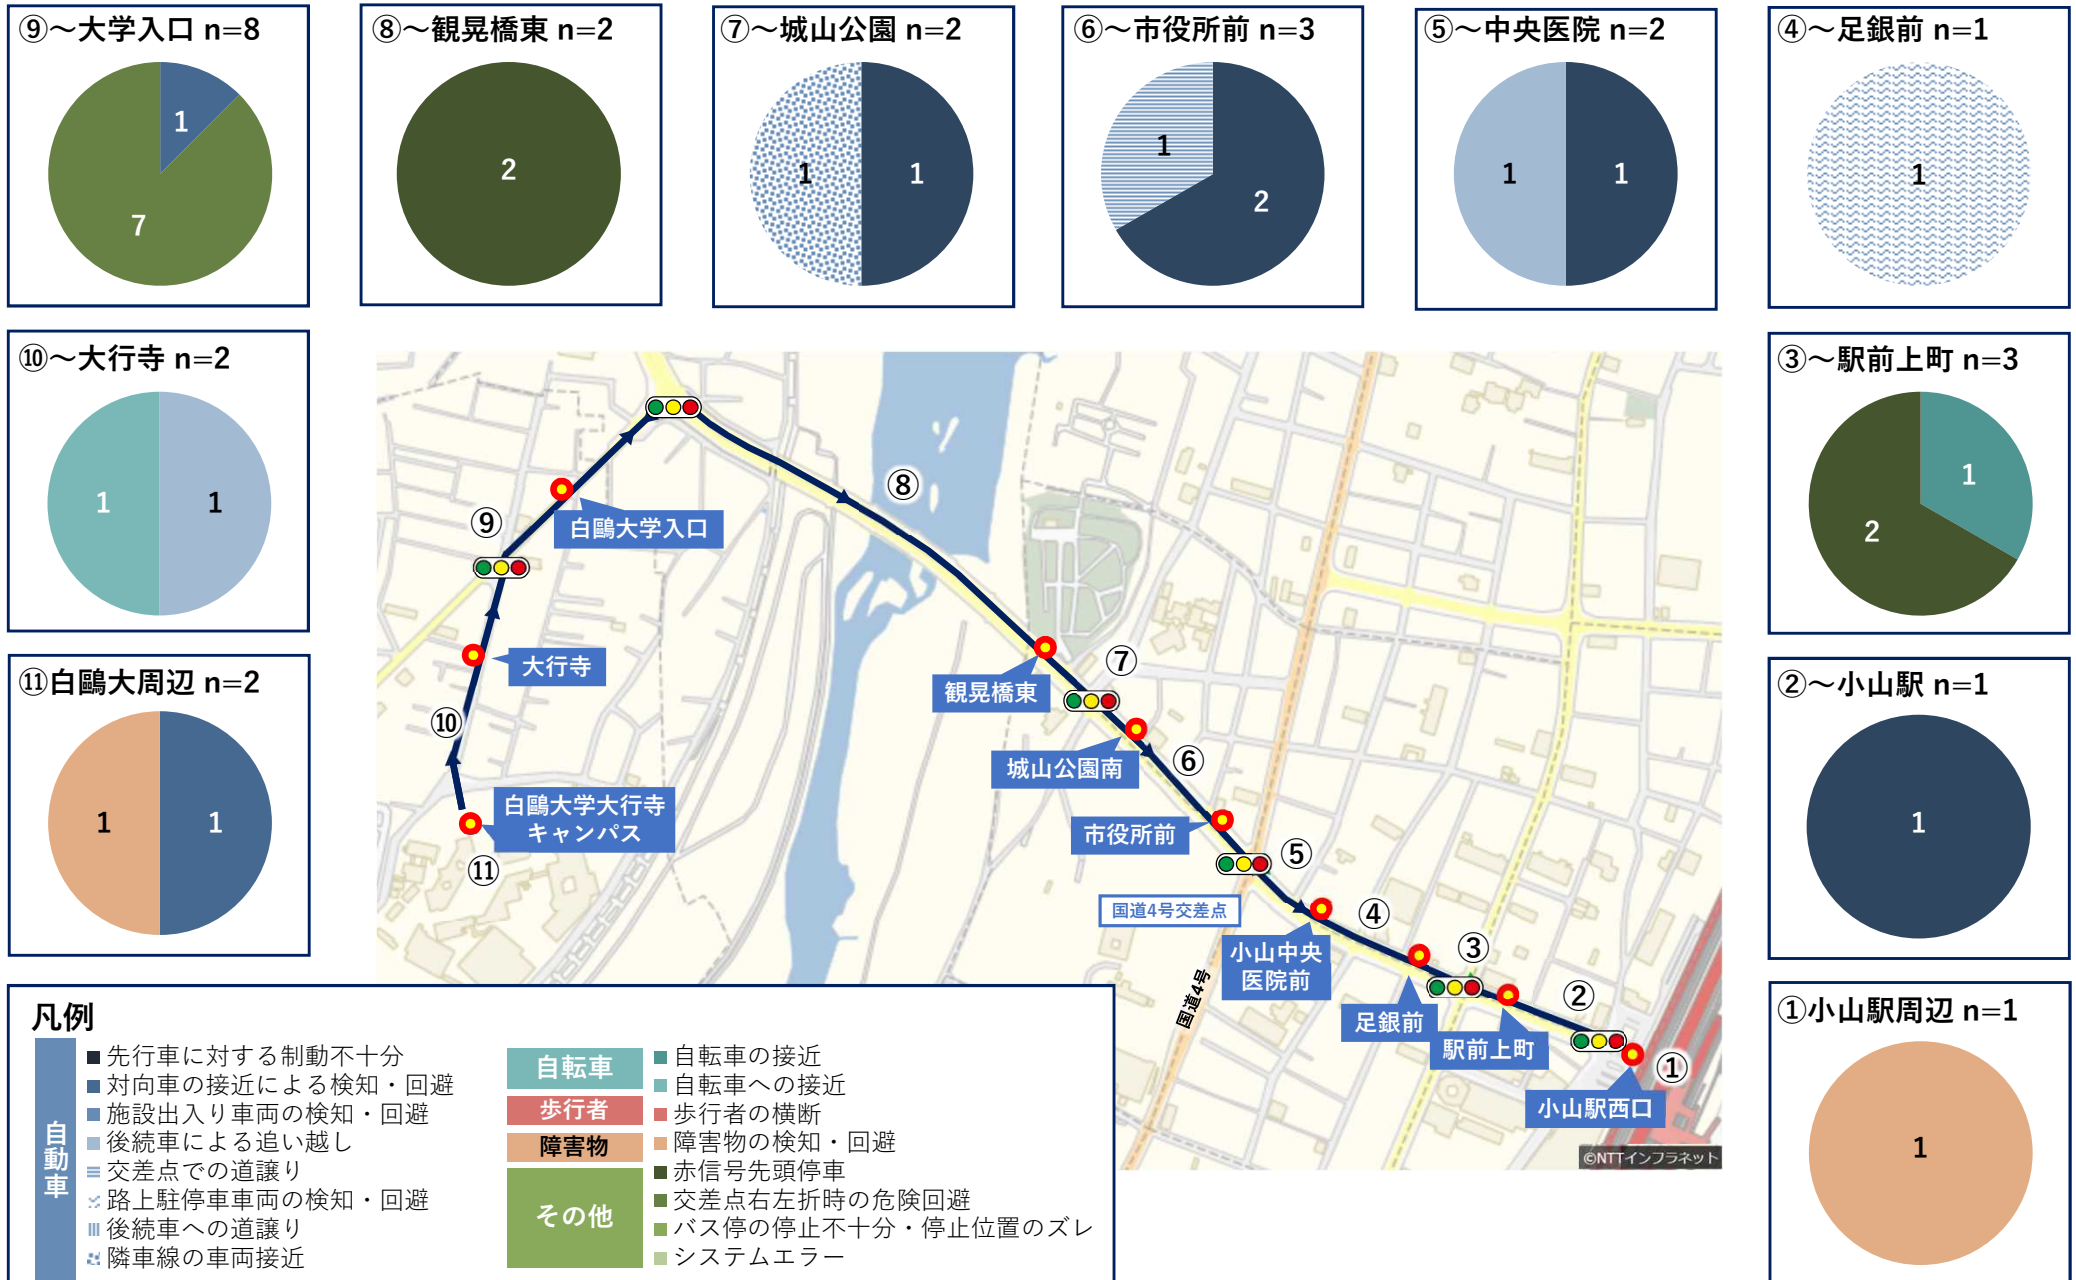 ⑨～大学入口 n=8
1
7
⑧～観晃橋東 n=2
2
⑦～城山公園 n=2
1
1
⑥～市役所前 n=3
1
2
⑤～中央医院 n=2
1
1
④～足銀前 n=1
1
⑩～大行寺 n=2
1
1
③～駅前上町 n=3
1
2
⑪白鷗大周辺 n=2
1
1
②～小山駅 n=1
1
①小山駅周辺 n=1
1
⑧
⑨
白鷗大学入口
大行寺
⑩
白鷗大学大行寺
キャンパス
⑪
観晃橋東
⑦
城山公園南
⑥
市役所前
⑤
国道4号交差点
④
小山中央
医院前
国道4号
③
足銀前
②
駅前上町
①
小山駅西口
©NTTインフラネット
凡例
自動車
先行車に対する制動不十分
対向車の接近による検知・回避
施設出入り車両の検知・回避
後続車による追い越し
交差点での道譲り
路上駐停車車両の検知・回避
後続車への道譲り
隣車線の車両接近
自転車
自転車の接近
自転車への接近
歩行者
歩行者の横断
障害物
障害物の検知・回避
その他
赤信号先頭停車
交差点右左折時の危険回避
バス停の停止不十分・停止位置のズレ
システムエラー